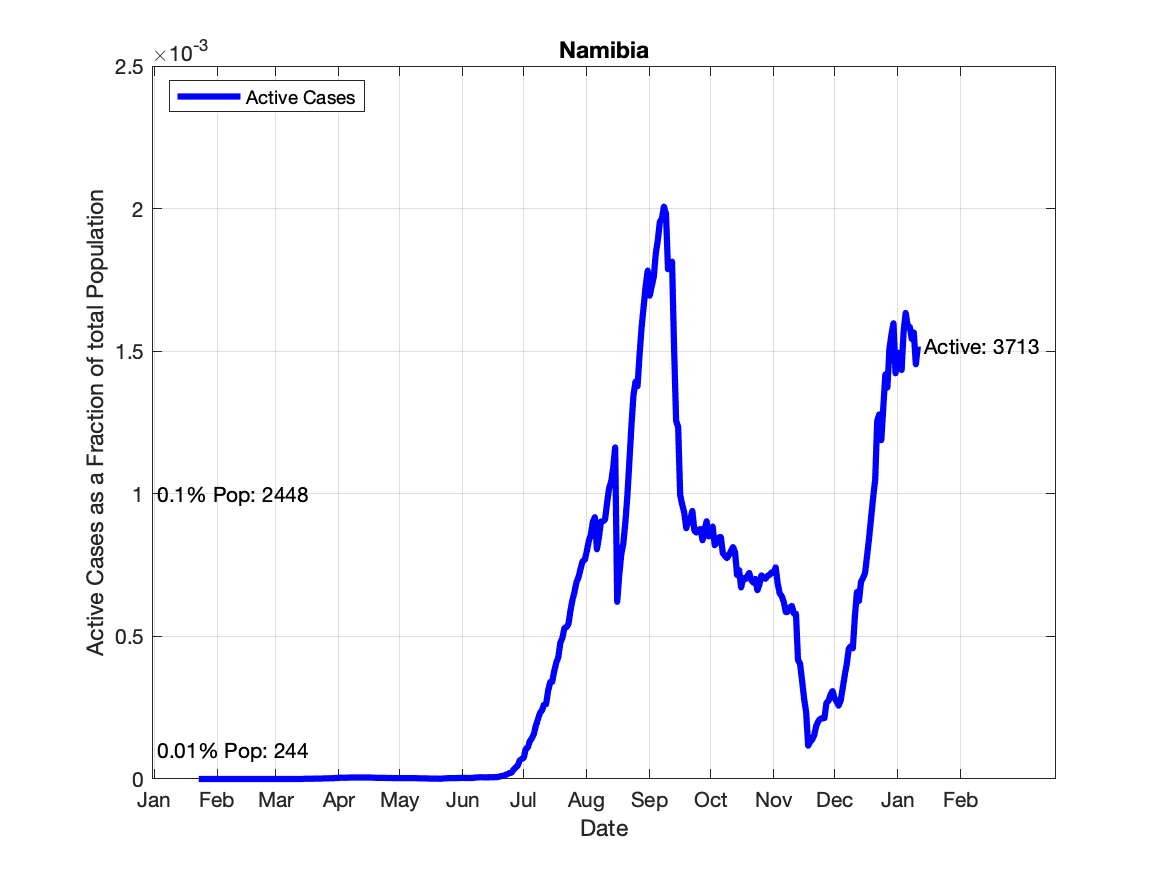 Namibia
×10-3
2.5
2
1.5
1
0.5
0
Active Cases
Active: 3713
0.1% Pop: 2448
0.01% Pop: 244
Active Cases as a Fraction of total Population
Jan Feb Mar Apr May Jun Jul Aug Sep Oct Nov Dec Jan Feb
Date